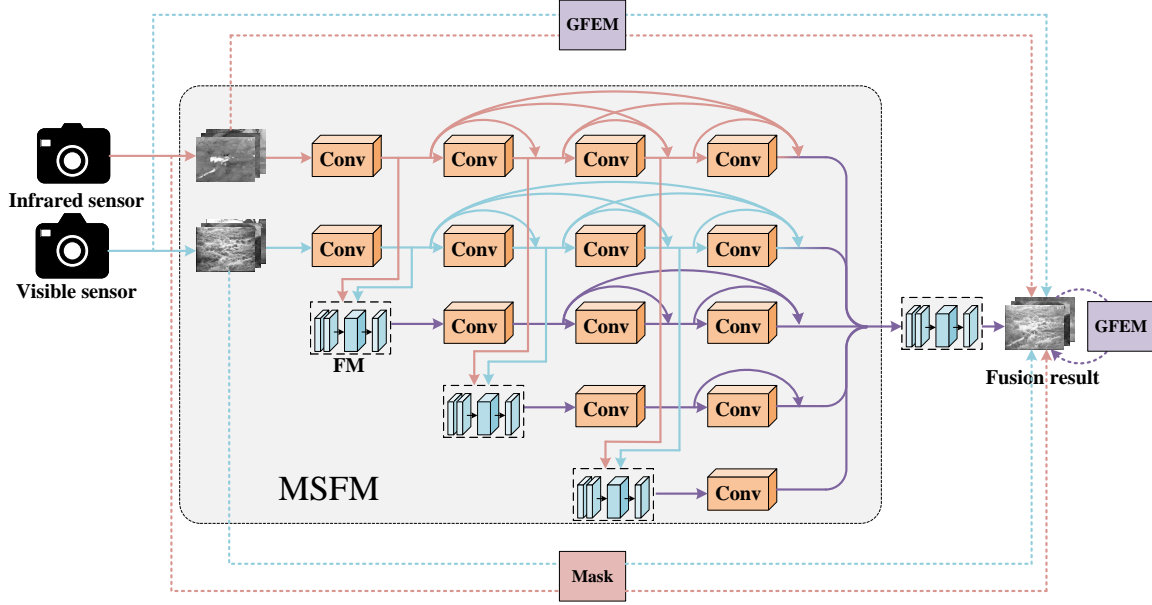 GFEM
Infrared sensor
Conv
Conv
Conv
Conv
Visible sensor
Conv
Conv
Conv
Conv
FM
Conv
Conv
Conv
Fusion result
GFEM
Conv
Conv
MSFM
Conv
Mask